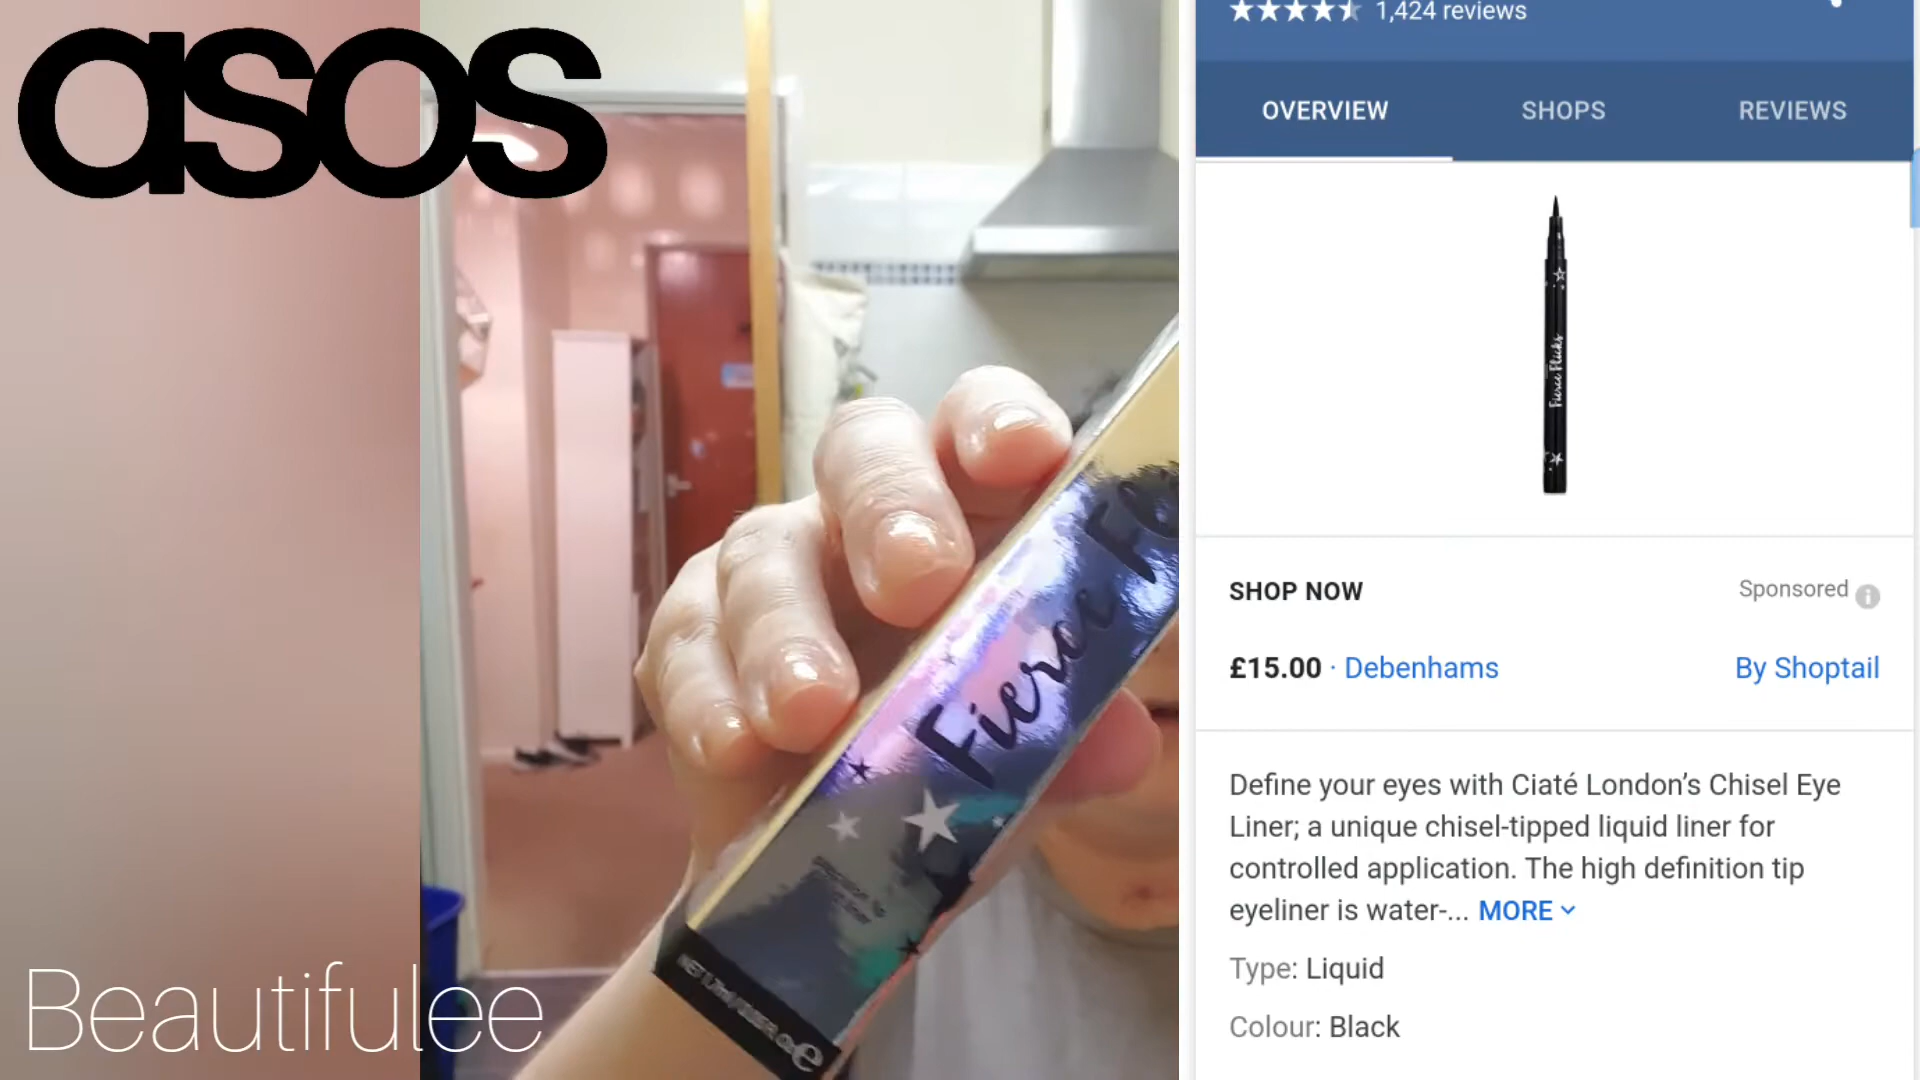 asos
1,424 reviews
OVERVIEW
SHOPS
REVIEWS
Fierce Flicks
SHOP NOW
Sponsored
£15.00 · Debenhams
By Shoptail
Define your eyes with Ciaté London’s Chisel Eye
Liner; a unique chisel-tipped liquid liner for
controlled application. The high definition tip
eyeliner is water-... MORE
Type: Liquid
Colour: Black
Fierce
Beautifulee